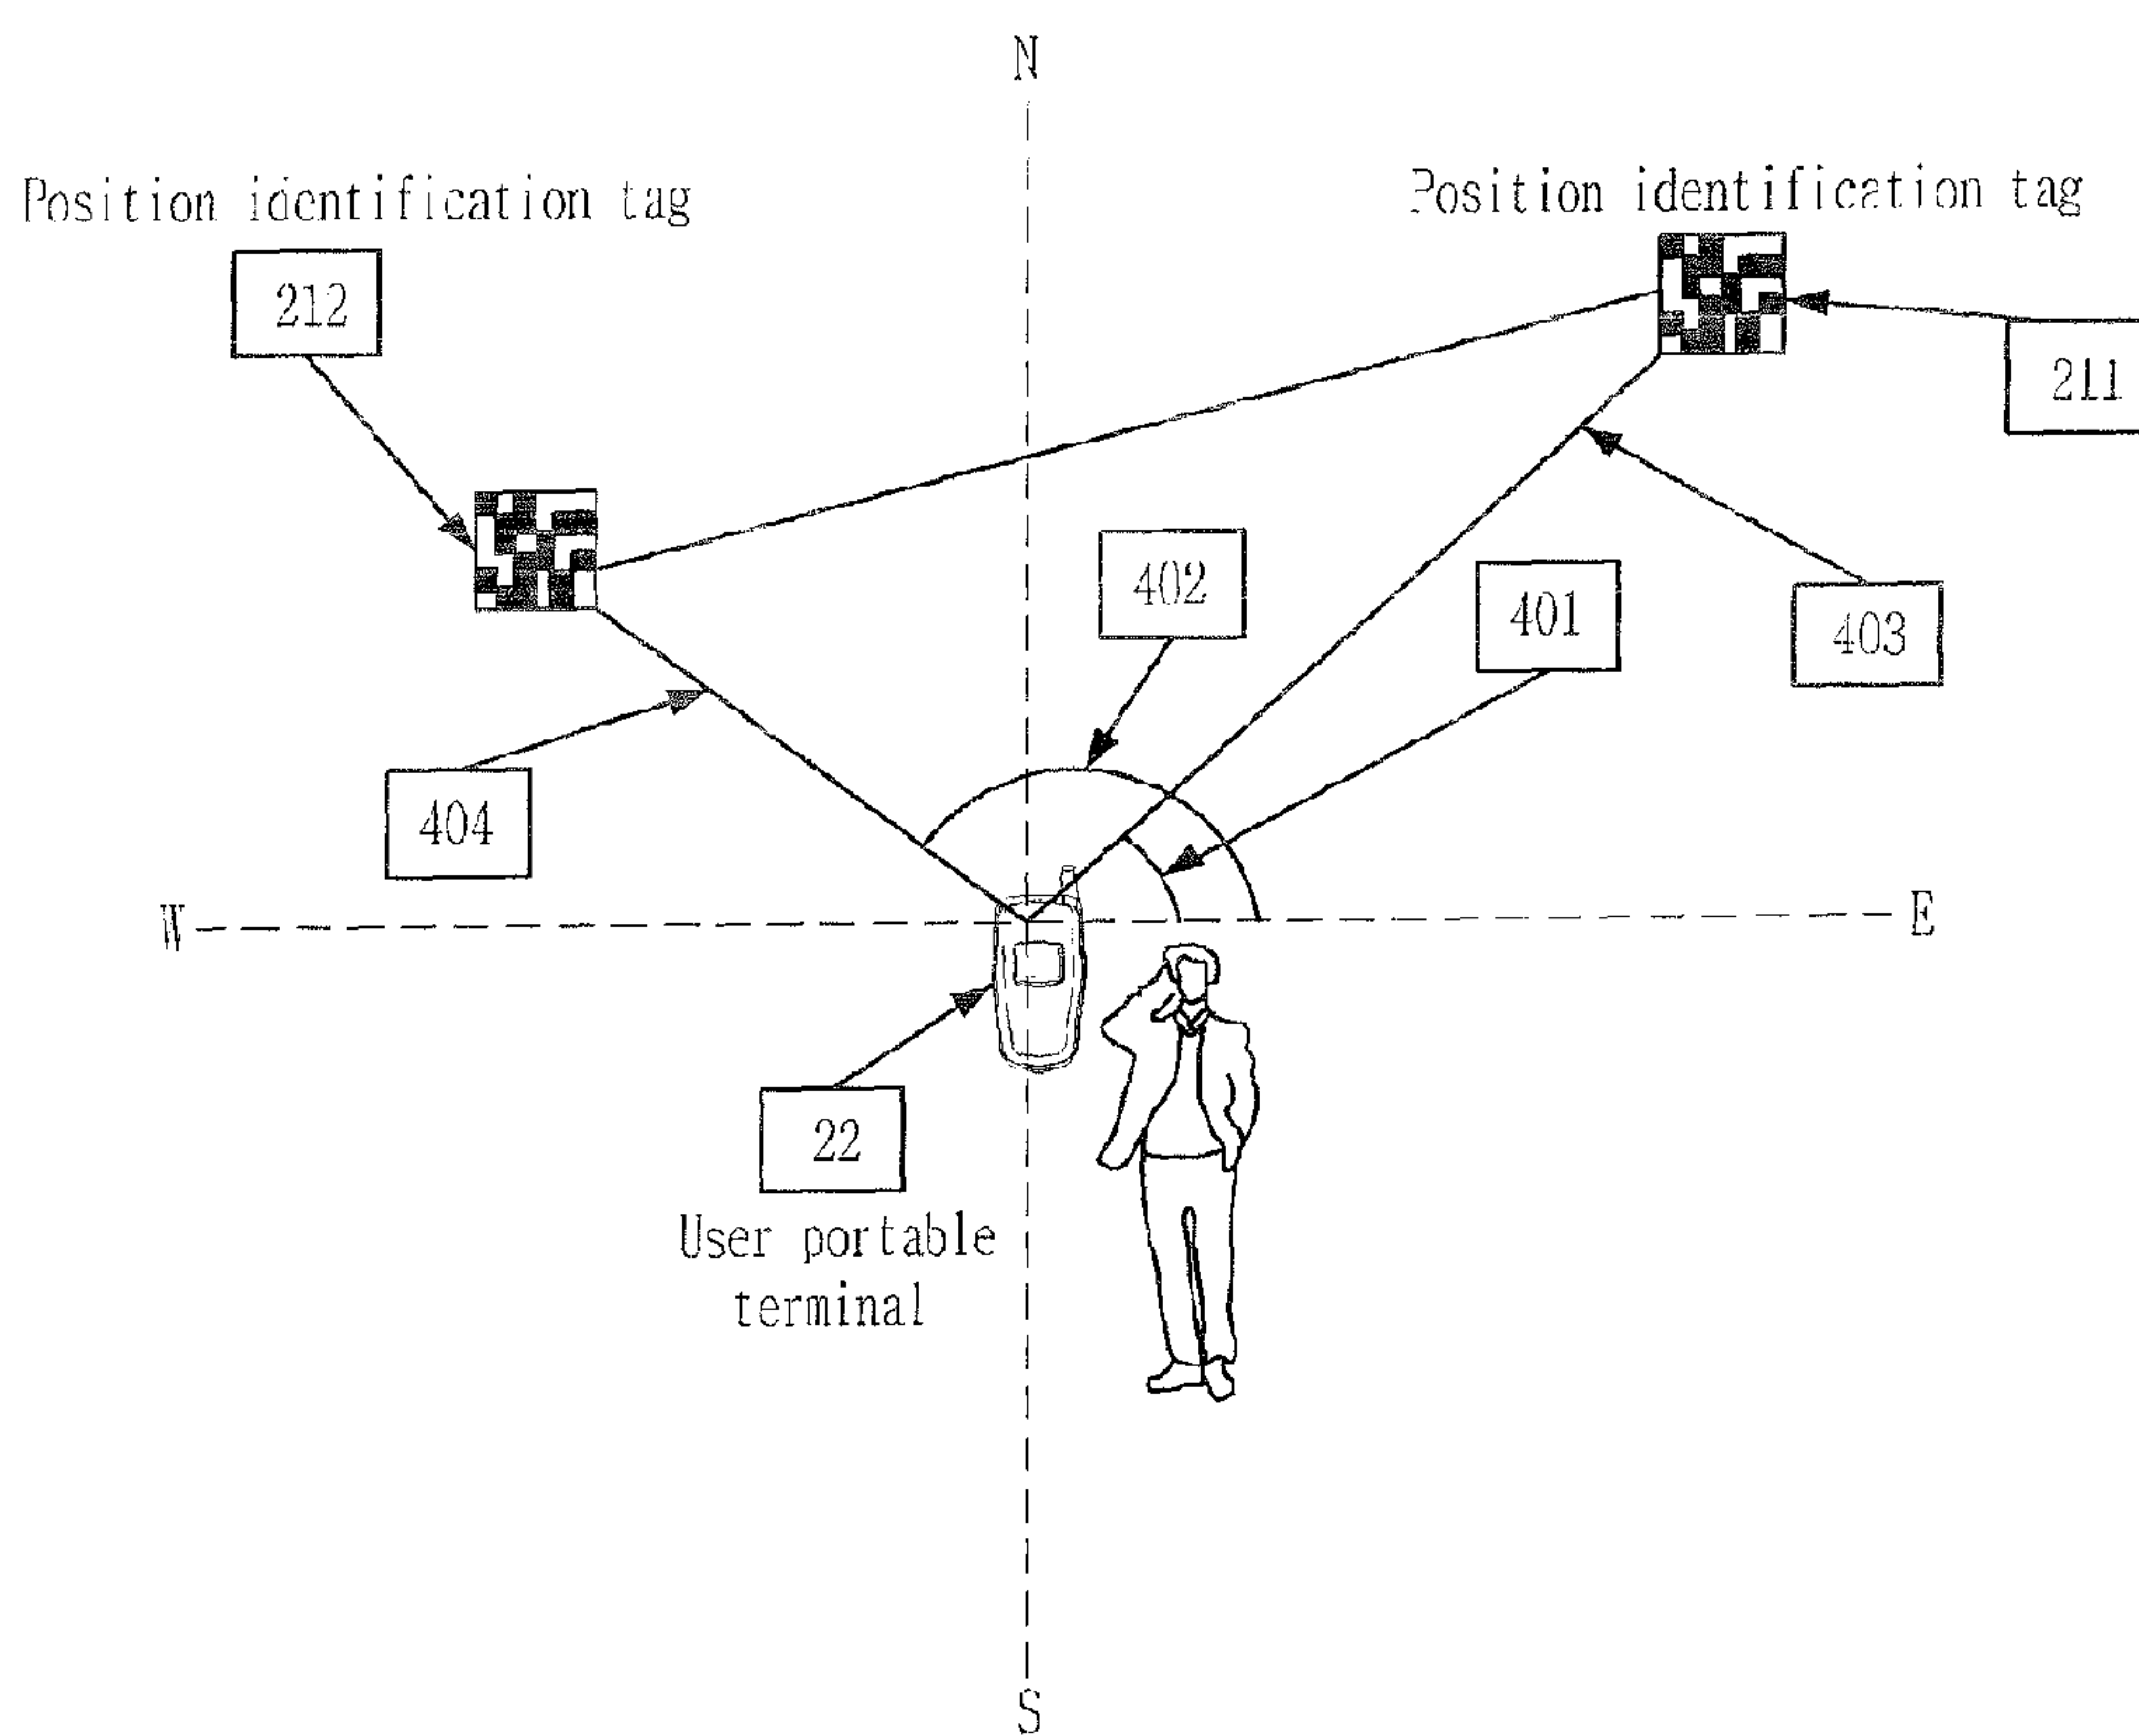 N
Position identification tag
Position identification tag
212
211
402
401
403
404
W
E
22
User portable
terminal
S